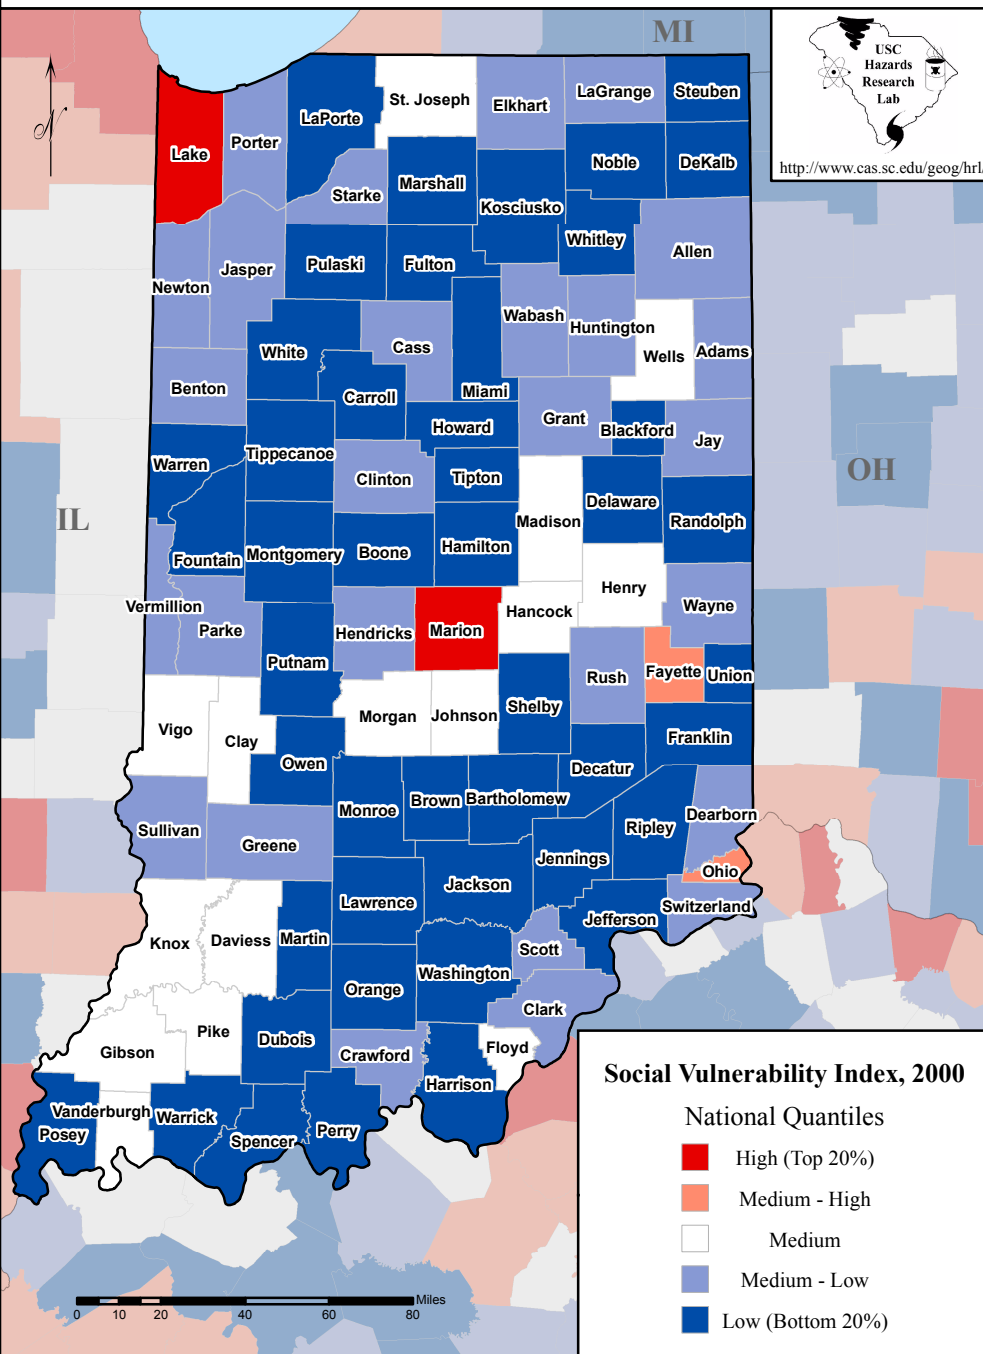 MI
USC
Hazards
Research
Lab
http://www.cas.sc.edu/geog/hrl/
N
Lake
Porter
LaPorte
St. Joseph
Elkhart
LaGrange
Steuben
Noble
DeKalb
Starke
Marshall
Kosciusko
Whitley
Allen
Newton
Jasper
Pulaski
Fulton
Wabash
Huntington
Wells
Adams
White
Cass
Miami
Benton
Carroll
Howard
Grant
Blackford
Jay
Warren
Tippecanoe
Clinton
Tipton
Madison
Delaware
Randolph
OH
IL
Fountain
Montgomery
Boone
Hamilton
Vermillion
Parke
Hendricks
Marion
Hancock
Henry
Wayne
Putnam
Rush
Fayette
Union
Vigo
Clay
Morgan
Johnson
Shelby
Franklin
Owen
Decatur
Monroe
Brown
Bartholomew
Ripley
Dearborn
Sullivan
Greene
Jennings
Ohio
Switzerland
Lawrence
Jackson
Jefferson
Knox
Daviess
Martin
Scott
Washington
Orange
Clark
Pike
Dubois
Gibson
Crawford
Floyd
Harrison
Vanderburgh
Posey
Warrick
Spencer
Perry
Social Vulnerability Index, 2000
National Quantiles
High (Top 20%)
Medium - High
Medium
Medium - Low
Low (Bottom 20%)
Miles
0 10 20 40 60 80